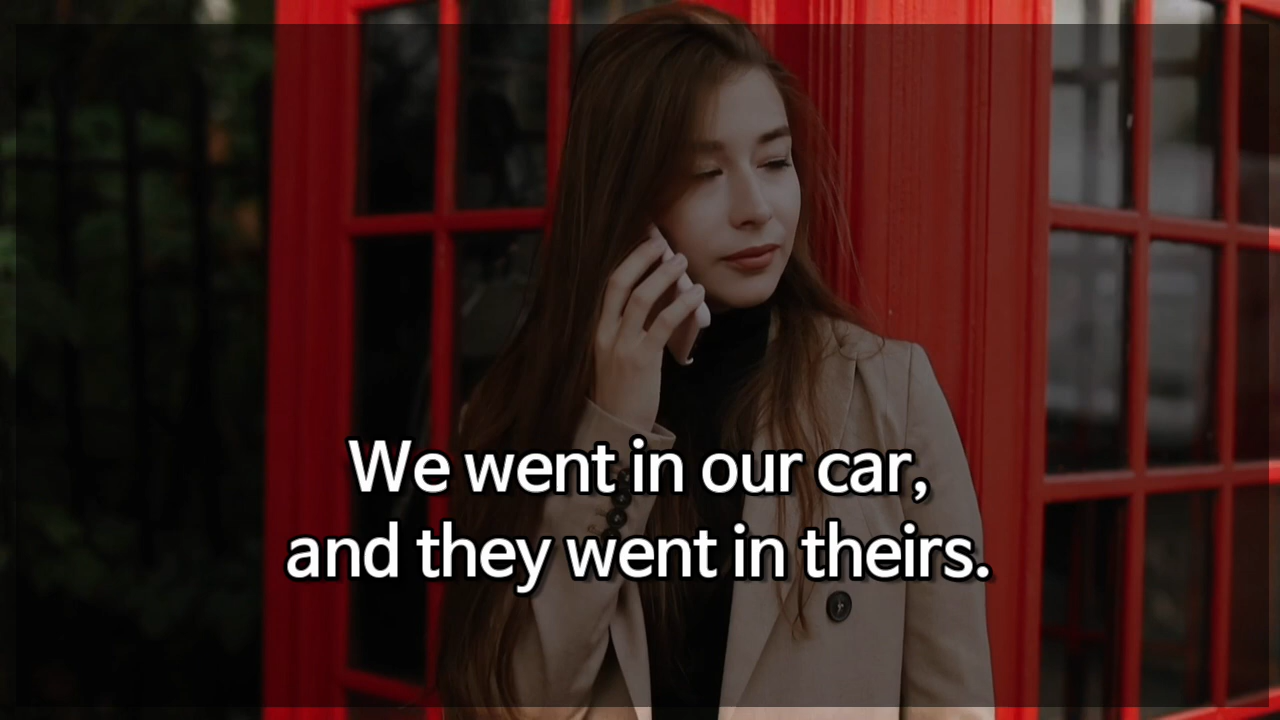 We went in our car,
and they went in theirs.